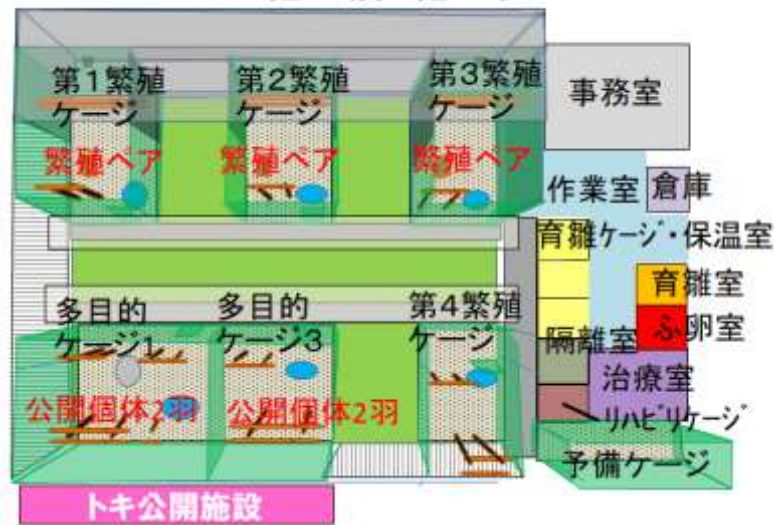 第1繁殖
ケージ
第2繁殖
ケージ
第3繁殖
ケージ
事務室
繁殖ペア
繁殖ペア
繁殖ペア
作業室
倉庫
育雛ケージ・保温室
育雛室
多目的
ケージ1
多目的
ケージ3
第4繁殖
ケージ
隔離室
ふ卵室
治療室
公開個体2羽
公開個体2羽
リハビリケージ
予備ケージ
トキ公開施設